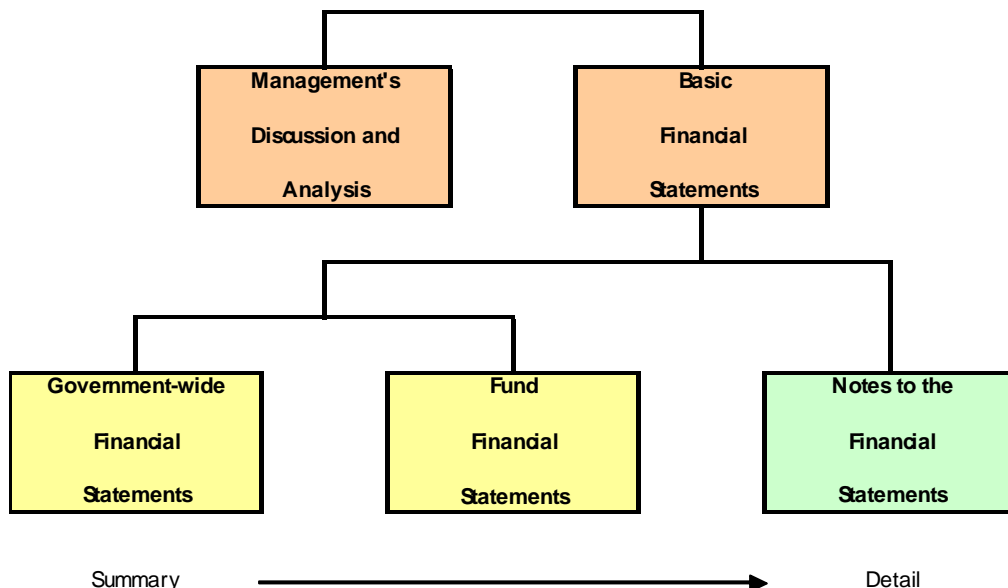 Management's
Discussion and
Analysis
Basic
Financial
Statements
Government-wide
Financial
Statements
Fund
Financial
Statements
Notes to the
Financial
Statements
Summary
Detail